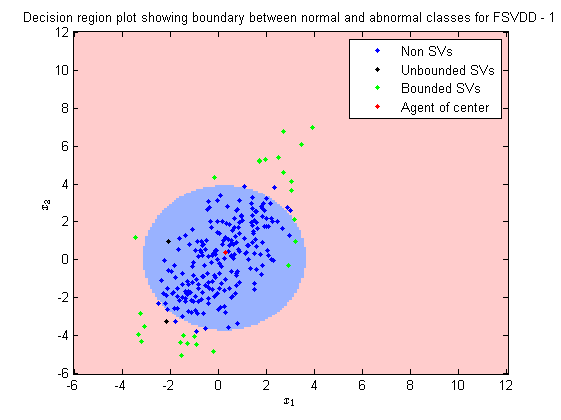 Decision region plot showing boundary between normal and abnormal classes for FSVDD - 1
12
10
8
6
4
2
0
-2
-4
-6
x₂
Non SVs
Unbounded SVs
Bounded SVs
Agent of center
-6 -4 -2 0 2 4 6 8 10 12
x₁